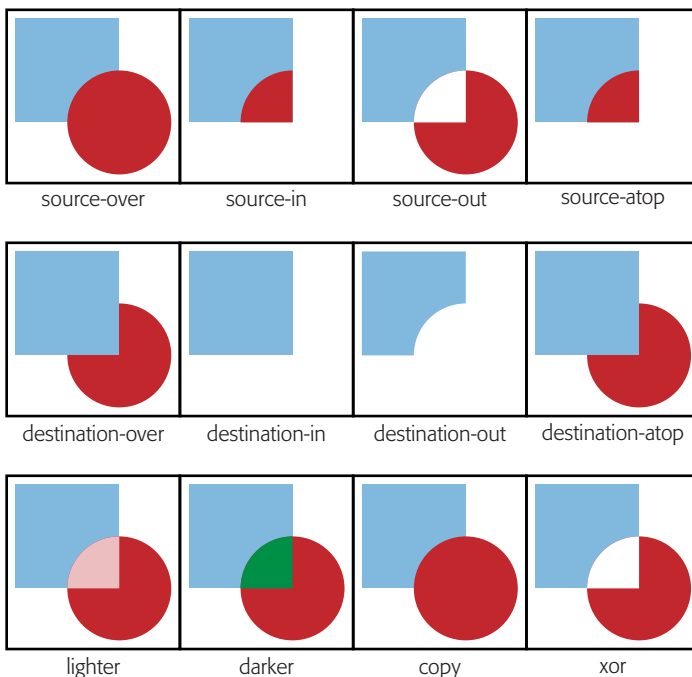 source-over source-in source-out source-atop
destination-over destination-in destination-out destination-atop
lighter darker copy xor